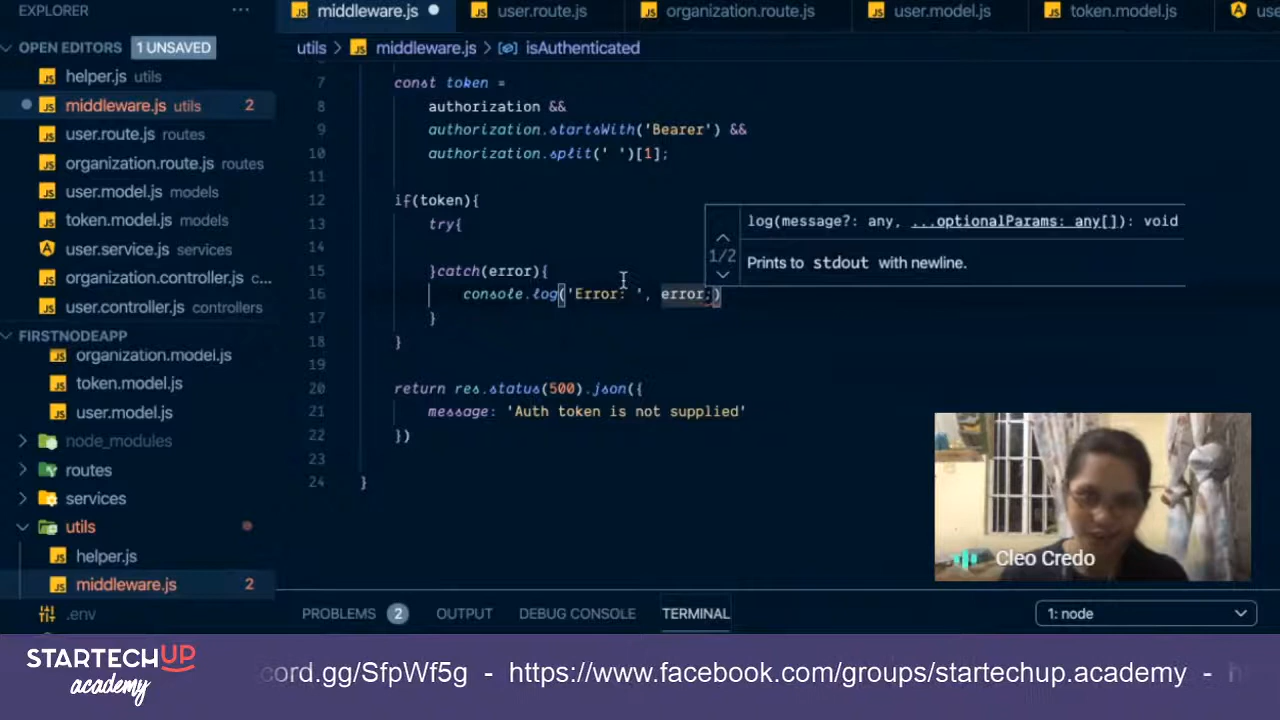 EXPLORER
OPEN EDITORS 1 UNSAVED
helper.js utils
middleware.js utils 2
user.route.js routes
organization.route.js routes
user.model.js models
token.model.js models
user.service.js services
organization.controller.js c...
user.controller.js controllers
FIRSTNODEAPP
organization.model.js
token.model.js
user.model.js
node_modules
routes
services
utils
helper.js
middleware.js 2
.env
middleware.js
user.route.js
organization.route.js
user.model.js
token.model.js
use
utils > middleware.js > isAuthenticated
7 const token =
8 authorization &&
9 authorization.startsWith('Bearer') &&
10 authorization.split(' ')[1];
11
12 if(token){
13 try{
14
15 }catch(error){
16 console.log('Error: ', error;)
17 }
18 }
19
20 return res.status(500).json({
21 message: 'Auth token is not supplied'
22 })
23
24 }
log(message?: any, ...optionalParams: any[]): void
1/2
Prints to stdout with newline.
Cleo Credo
PROBLEMS 2 OUTPUT DEBUG CONSOLE TERMINAL
1: node
STARTECHUP
academy
cord.gg/SfpWf5g - https://www.facebook.com/groups/startechup.academy -